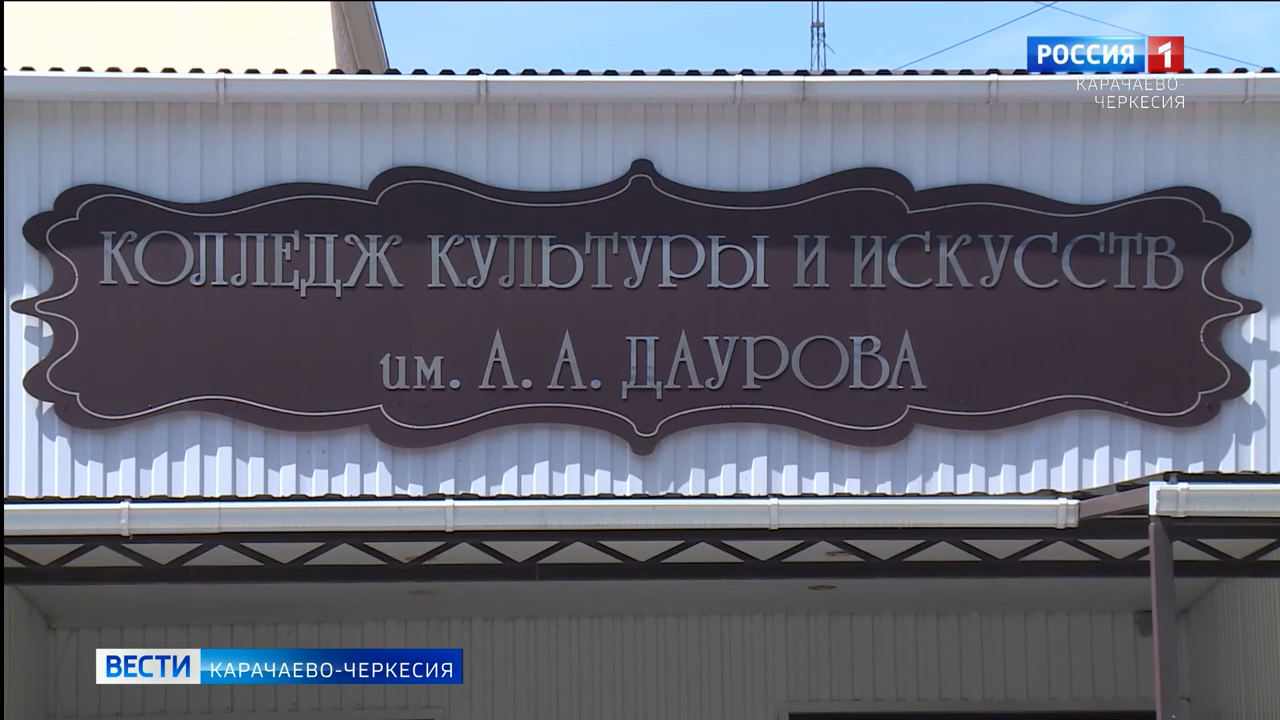 РОССИЯ 1
КАРАЧАЕВО-
ЧЕРКЕСИЯ
КОЛЛЕДЖ КУЛЬТУРЫ И ИСКУССТВ
им. А. А. ДАУРОВА
ВЕСТИ КАРАЧАЕВО-ЧЕРКЕСИЯ